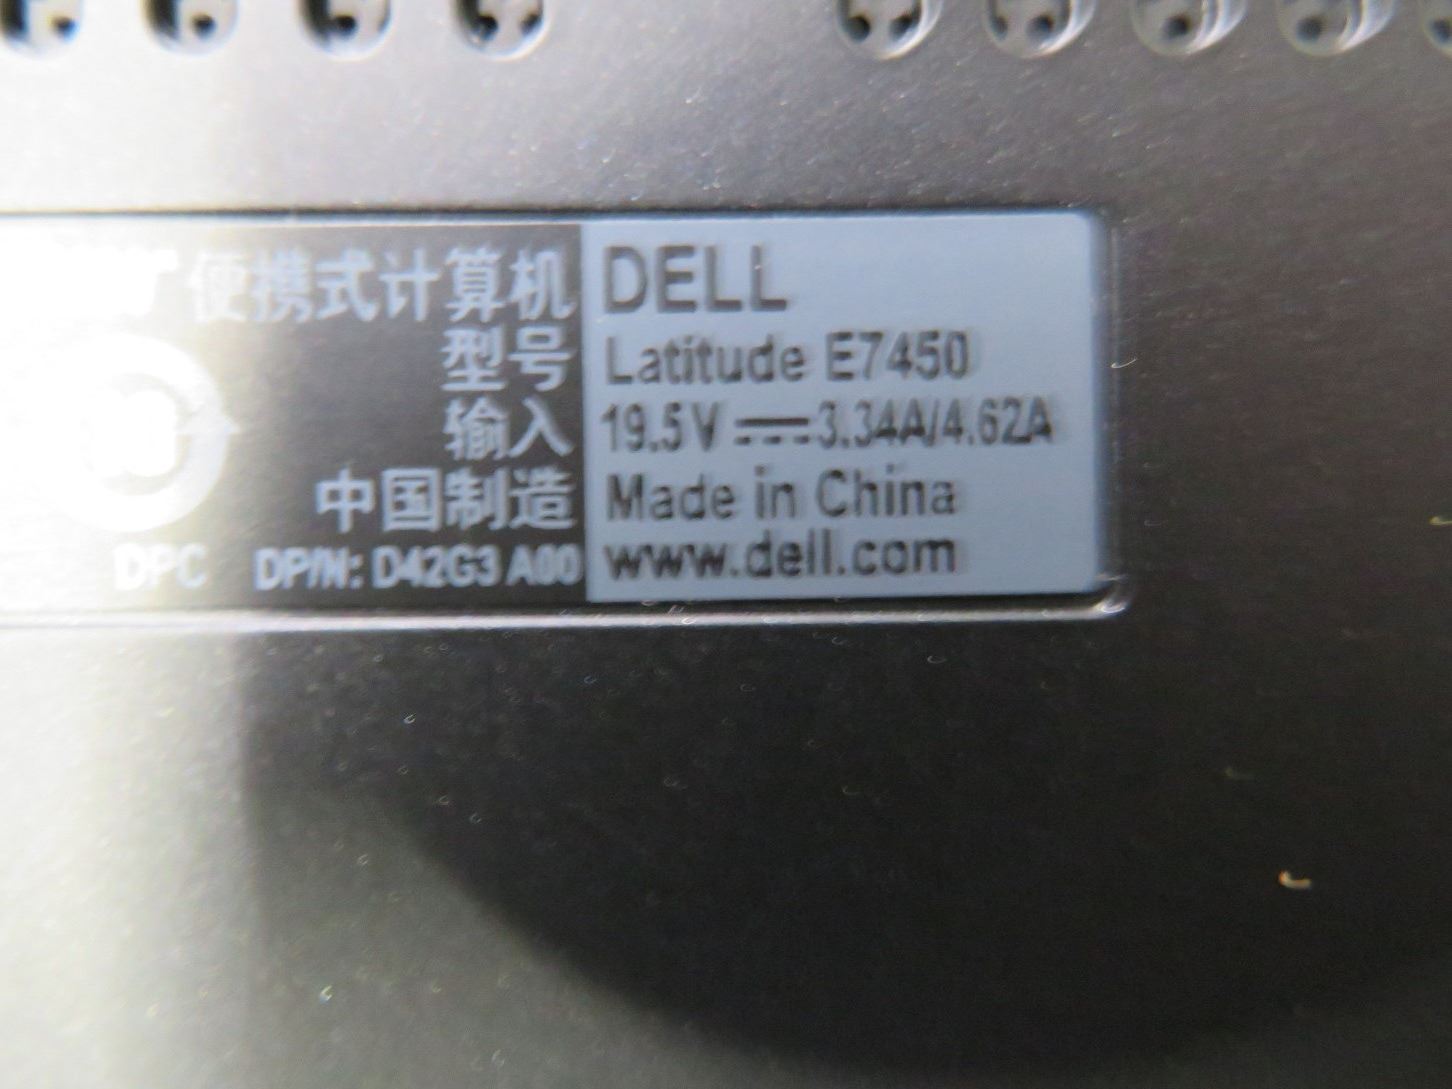 便携式计算机 DELL
型号 Latitude E7450
输入 19.5V ⎓ 3.34A/4.62A
中国制造 Made in China
DPC DP/N: D42G3 A00 www.dell.com